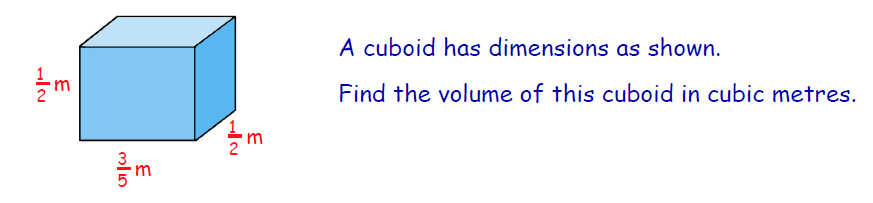 A cuboid has dimensions as shown.
1/2 m
Find the volume of this cuboid in cubic metres.
1/2 m
3/5 m